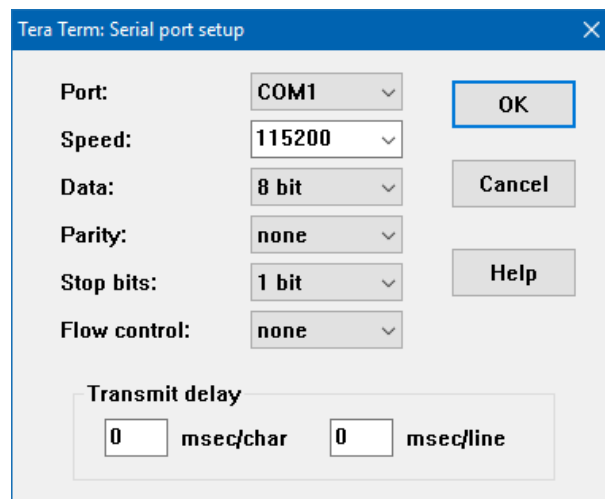 Tera Term: Serial port setup
Port: COM1
OK
Speed: 115200
Data: 8 bit
Cancel
Parity: none
Stop bits: 1 bit
Help
Flow control: none
Transmit delay
0 msec/char 0 msec/line